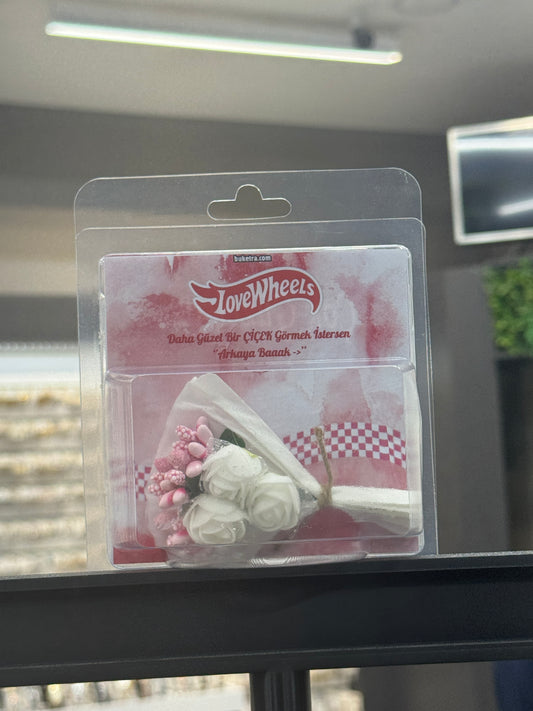 buketra.com
LoveWheels
Daha Güzel Bir ÇİÇEK Görmek İstersen
"Arkaya Baaak ->"